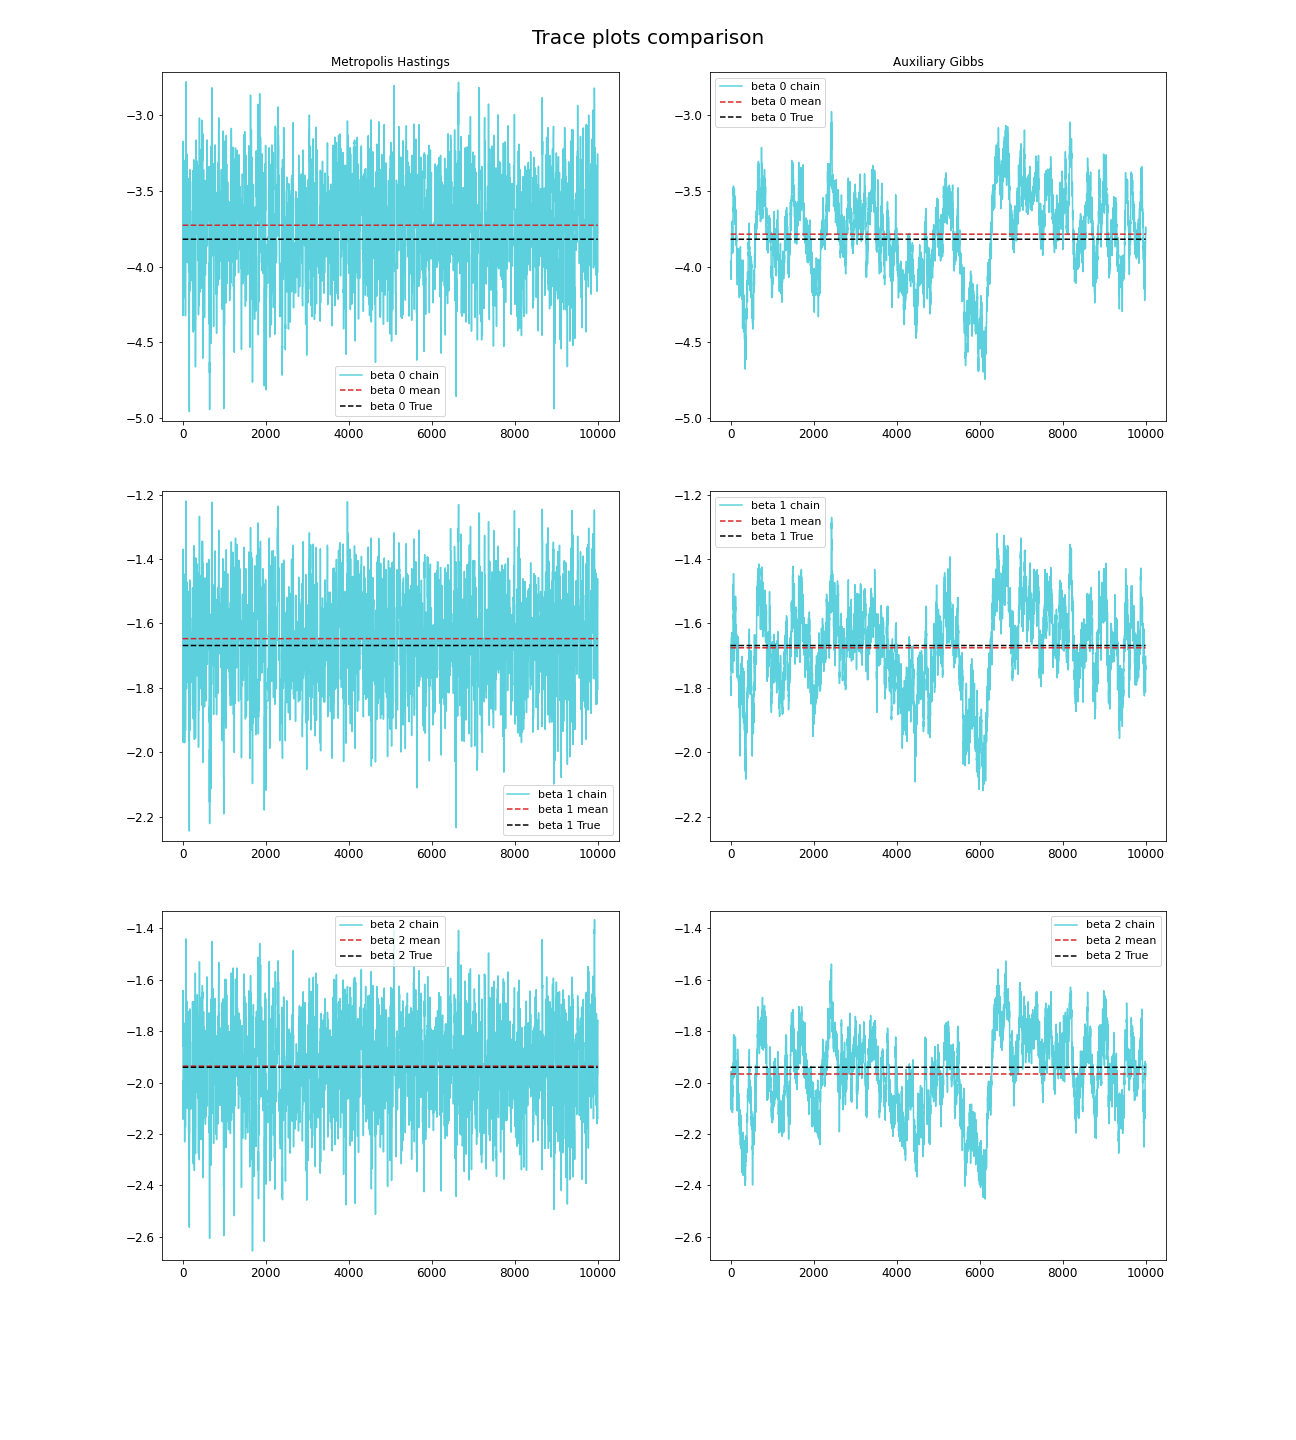 Trace plots comparison
Metropolis Hastings
−3.0
−3.5
−4.0
−4.5
−5.0
beta 0 chain
beta 0 mean
beta 0 True
0 2000 4000 6000 8000 10000
Auxiliary Gibbs
beta 0 chain
beta 0 mean
beta 0 True
−3.0
−3.5
−4.0
−4.5
−5.0
0 2000 4000 6000 8000 10000
−1.2
−1.4
−1.6
−1.8
−2.0
−2.2
beta 1 chain
beta 1 mean
beta 1 True
0 2000 4000 6000 8000 10000
beta 1 chain
beta 1 mean
beta 1 True
−1.2
−1.4
−1.6
−1.8
−2.0
−2.2
0 2000 4000 6000 8000 10000
beta 2 chain
beta 2 mean
beta 2 True
−1.4
−1.6
−1.8
−2.0
−2.2
−2.4
−2.6
0 2000 4000 6000 8000 10000
beta 2 chain
beta 2 mean
beta 2 True
−1.4
−1.6
−1.8
−2.0
−2.2
−2.4
−2.6
0 2000 4000 6000 8000 10000